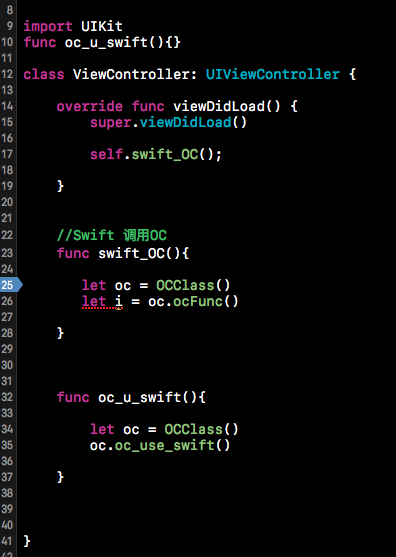 8
9 import UIKit
10 func oc_u_swift(){}
11
12 class ViewController: UIViewController {
13
14     override func viewDidLoad() {
15         super.viewDidLoad()
16
17         self.swift_OC();
18
19     }
20
21
22     //Swift 调用OC
23     func swift_OC(){
24
25        let oc = OCClass()
26        let i = oc.ocFunc()
27
28     }
29
30
31
32     func oc_u_swift(){
33
34         let oc = OCClass()
35         oc.oc_use_swift()
36
37     }
38
39
40
41 }